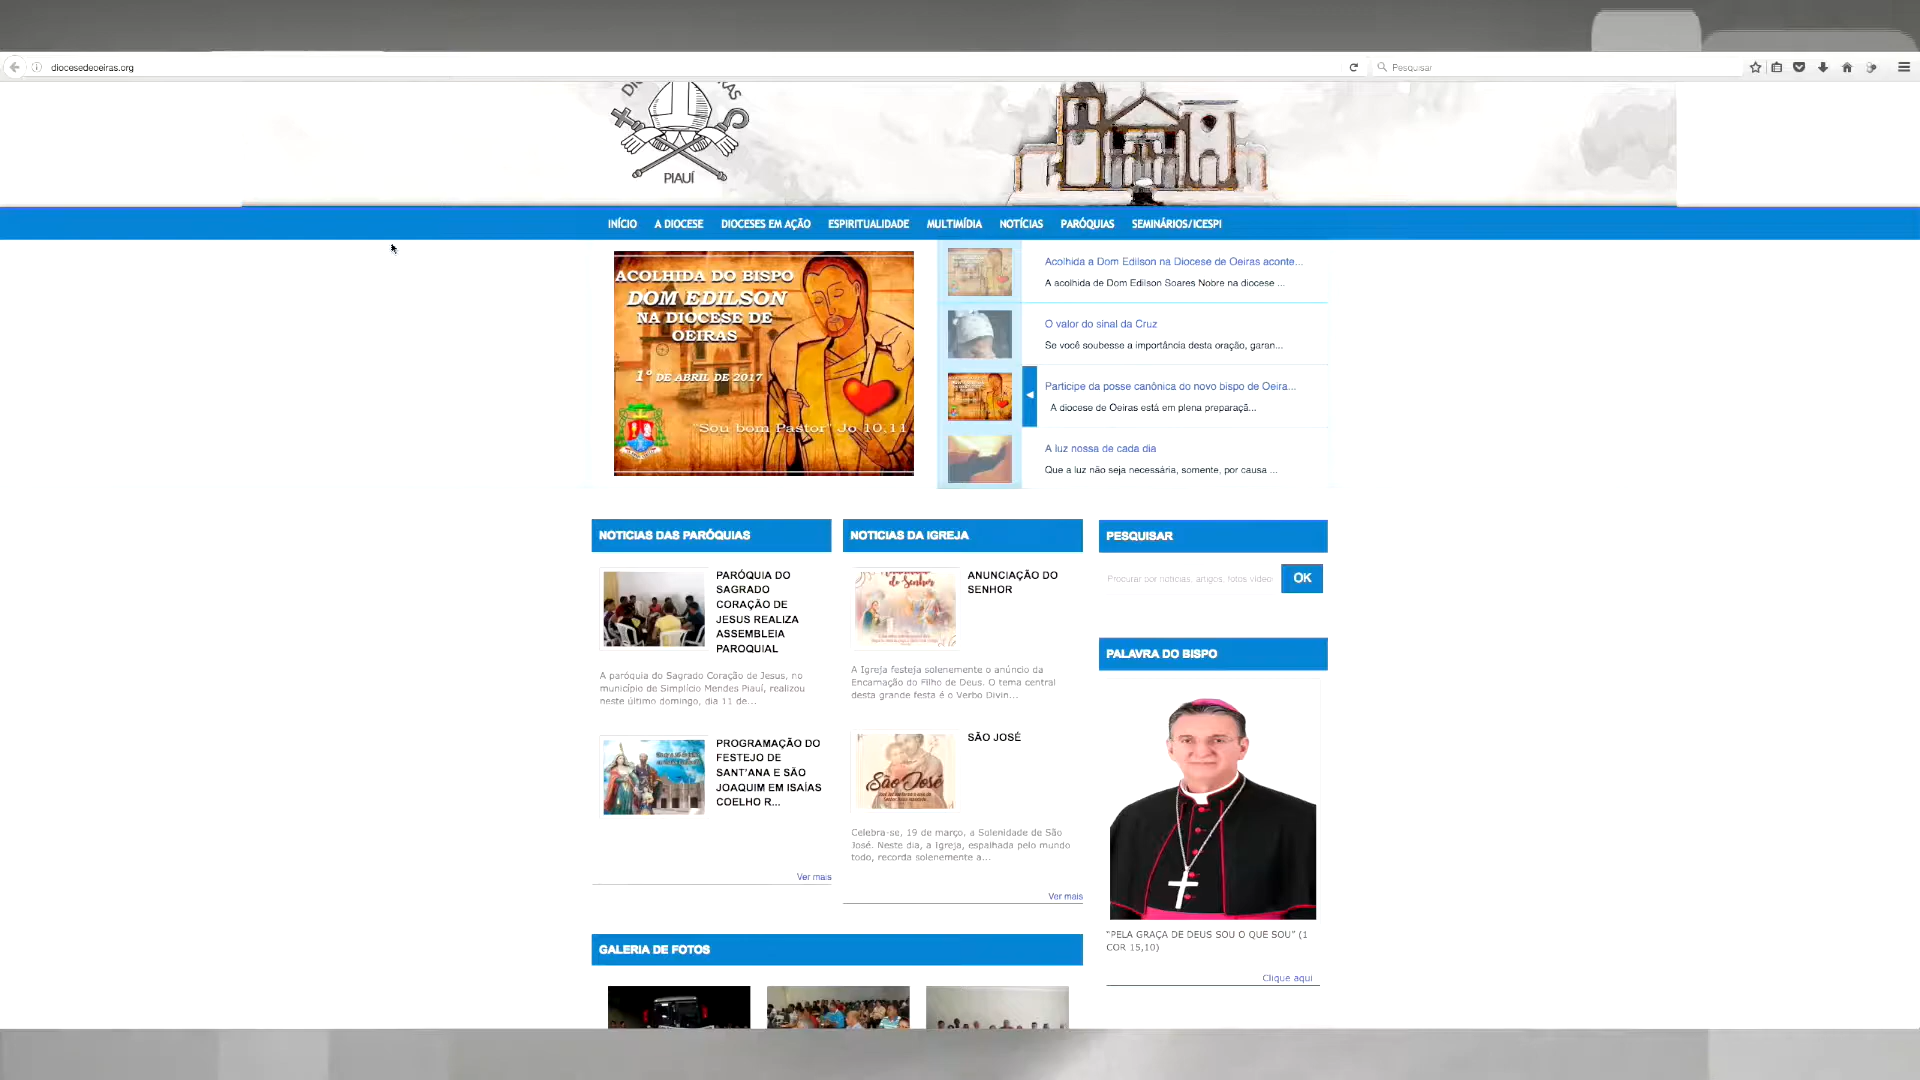 diocesedeoeiras.org
Pesquisar
PIAUÍ
INÍCIO A DIOCESE DIOCESES EM AÇÃO ESPIRITUALIDADE MULTIMÍDIA NOTÍCIAS PARÓQUIAS SEMINÁRIOS/ICESPI
ACOLHIDA DO BISPO
DOM EDILSON
NA DIOCESE DE
OEIRAS
1º DE ABRIL DE 2017
"Sou bom Pastor" Jo 10,11
Acolhida a Dom Edilson na Diocese de Oeiras aconte...
A acolhida de Dom Edilson Soares Nobre na diocese ...
O valor do sinal da Cruz
Se você soubesse a importância desta oração, garan...
Participe da posse canônica do novo bispo de Oeira...
A diocese de Oeiras está em plena preparaçã...
A luz nossa de cada dia
Que a luz não seja necessária, somente, por causa ...
NOTICIAS DAS PARÓQUIAS
PARÓQUIA DO
SAGRADO
CORAÇÃO DE
JESUS REALIZA
ASSEMBLEIA
PAROQUIAL
A paróquia do Sagrado Coração de Jesus, no
município de Simplício Mendes Piauí, realizou
neste último domingo, dia 11 de...
PROGRAMAÇÃO DO
FESTEJO DE
SANT'ANA E SÃO
JOAQUIM EM ISAÍAS
COELHO R...
Ver mais
NOTICIAS DA IGREJA
do Senhor
ANUNCIAÇÃO DO
SENHOR
A Igreja festeja solenemente o anúncio da
Encarnação do Filho de Deus. O tema central
desta grande festa é o Verbo Divin...
São José
SÃO JOSÉ
Celebra-se, 19 de março, a Solenidade de São
José. Neste dia, a Igreja, espalhada pelo mundo
todo, recorda solenemente a...
Ver mais
PESQUISAR
Procurar por noticias, artigos, fotos videos
OK
PALAVRA DO BISPO
"PELA GRAÇA DE DEUS SOU O QUE SOU" (1
COR 15,10)
Clique aqui
GALERIA DE FOTOS